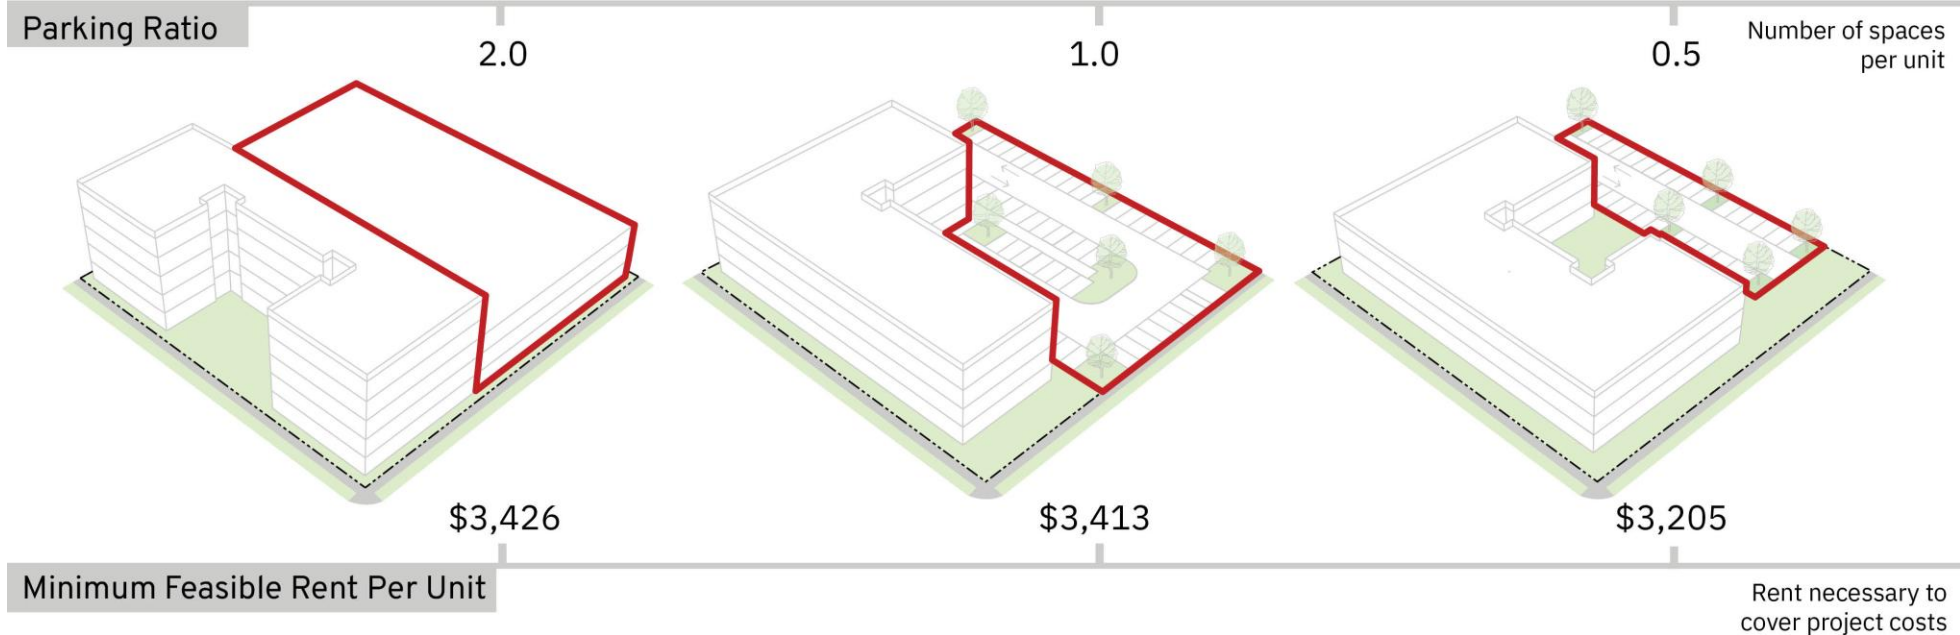 Parking Ratio
2.0
1.0
0.5
Number of spaces
per unit
$3,426
$3,413
$3,205
Minimum Feasible Rent Per Unit
Rent necessary to
cover project costs